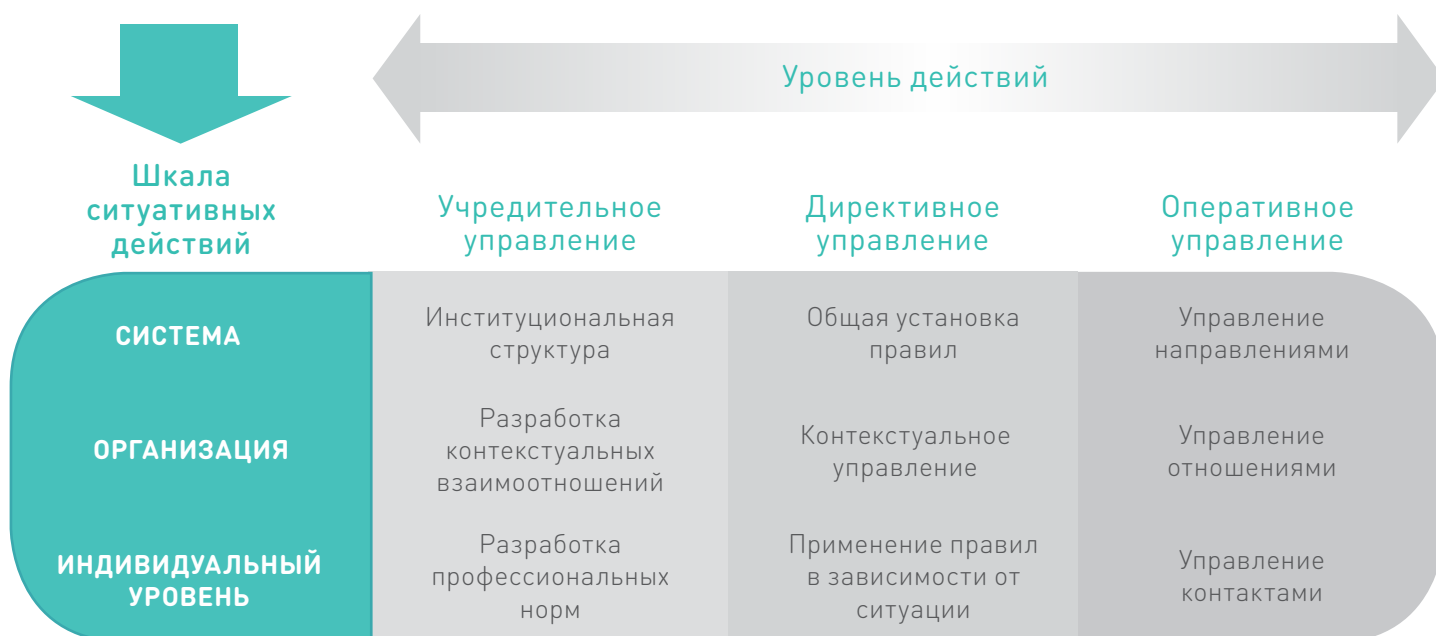 Уровень действий
Шкала
ситуативных
действий
Учредительное
управление
Директивное
управление
Оперативное
управление
СИСТЕМА
Институциональная
структура
Общая установка
правил
Управление
направлениями
ОРГАНИЗАЦИЯ
Разработка
контекстуальных
взаимоотношений
Контекстуальное
управление
Управление
отношениями
ИНДИВИДУАЛЬНЫЙ
УРОВЕНЬ
Разработка
профессиональных
норм
Применение правил
в зависимости от
ситуации
Управление
контактами